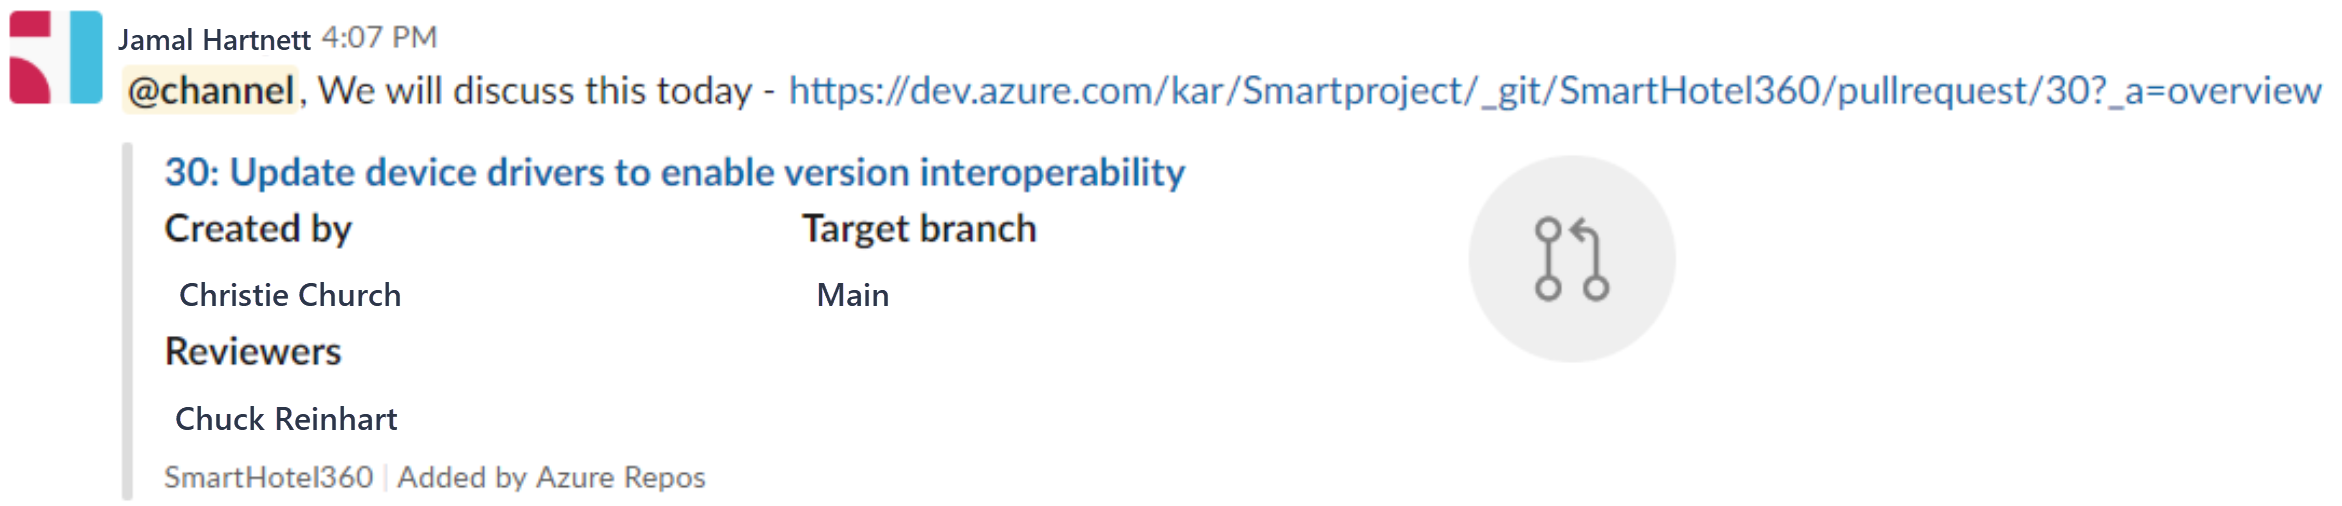 Jamal Hartnett 4:07 PM
@channel, We will discuss this today - https://dev.azure.com/kar/Smartproject/_git/SmartHotel360/pullrequest/30?_a=overview
30: Update device drivers to enable version interoperability
Created by Target branch
Christie Church Main
Reviewers
Chuck Reinhart
SmartHotel360 | Added by Azure Repos